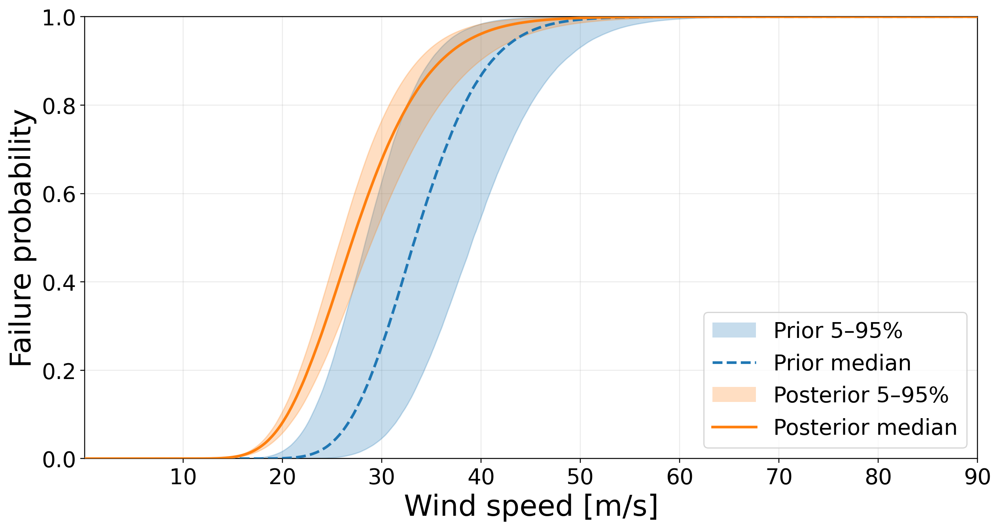 1.0
0.8
0.6
0.4
0.2
0.0
Failure probability
10 20 30 40 50 60 70 80 90
Wind speed [m/s]
Prior 5–95%
Prior median
Posterior 5–95%
Posterior median